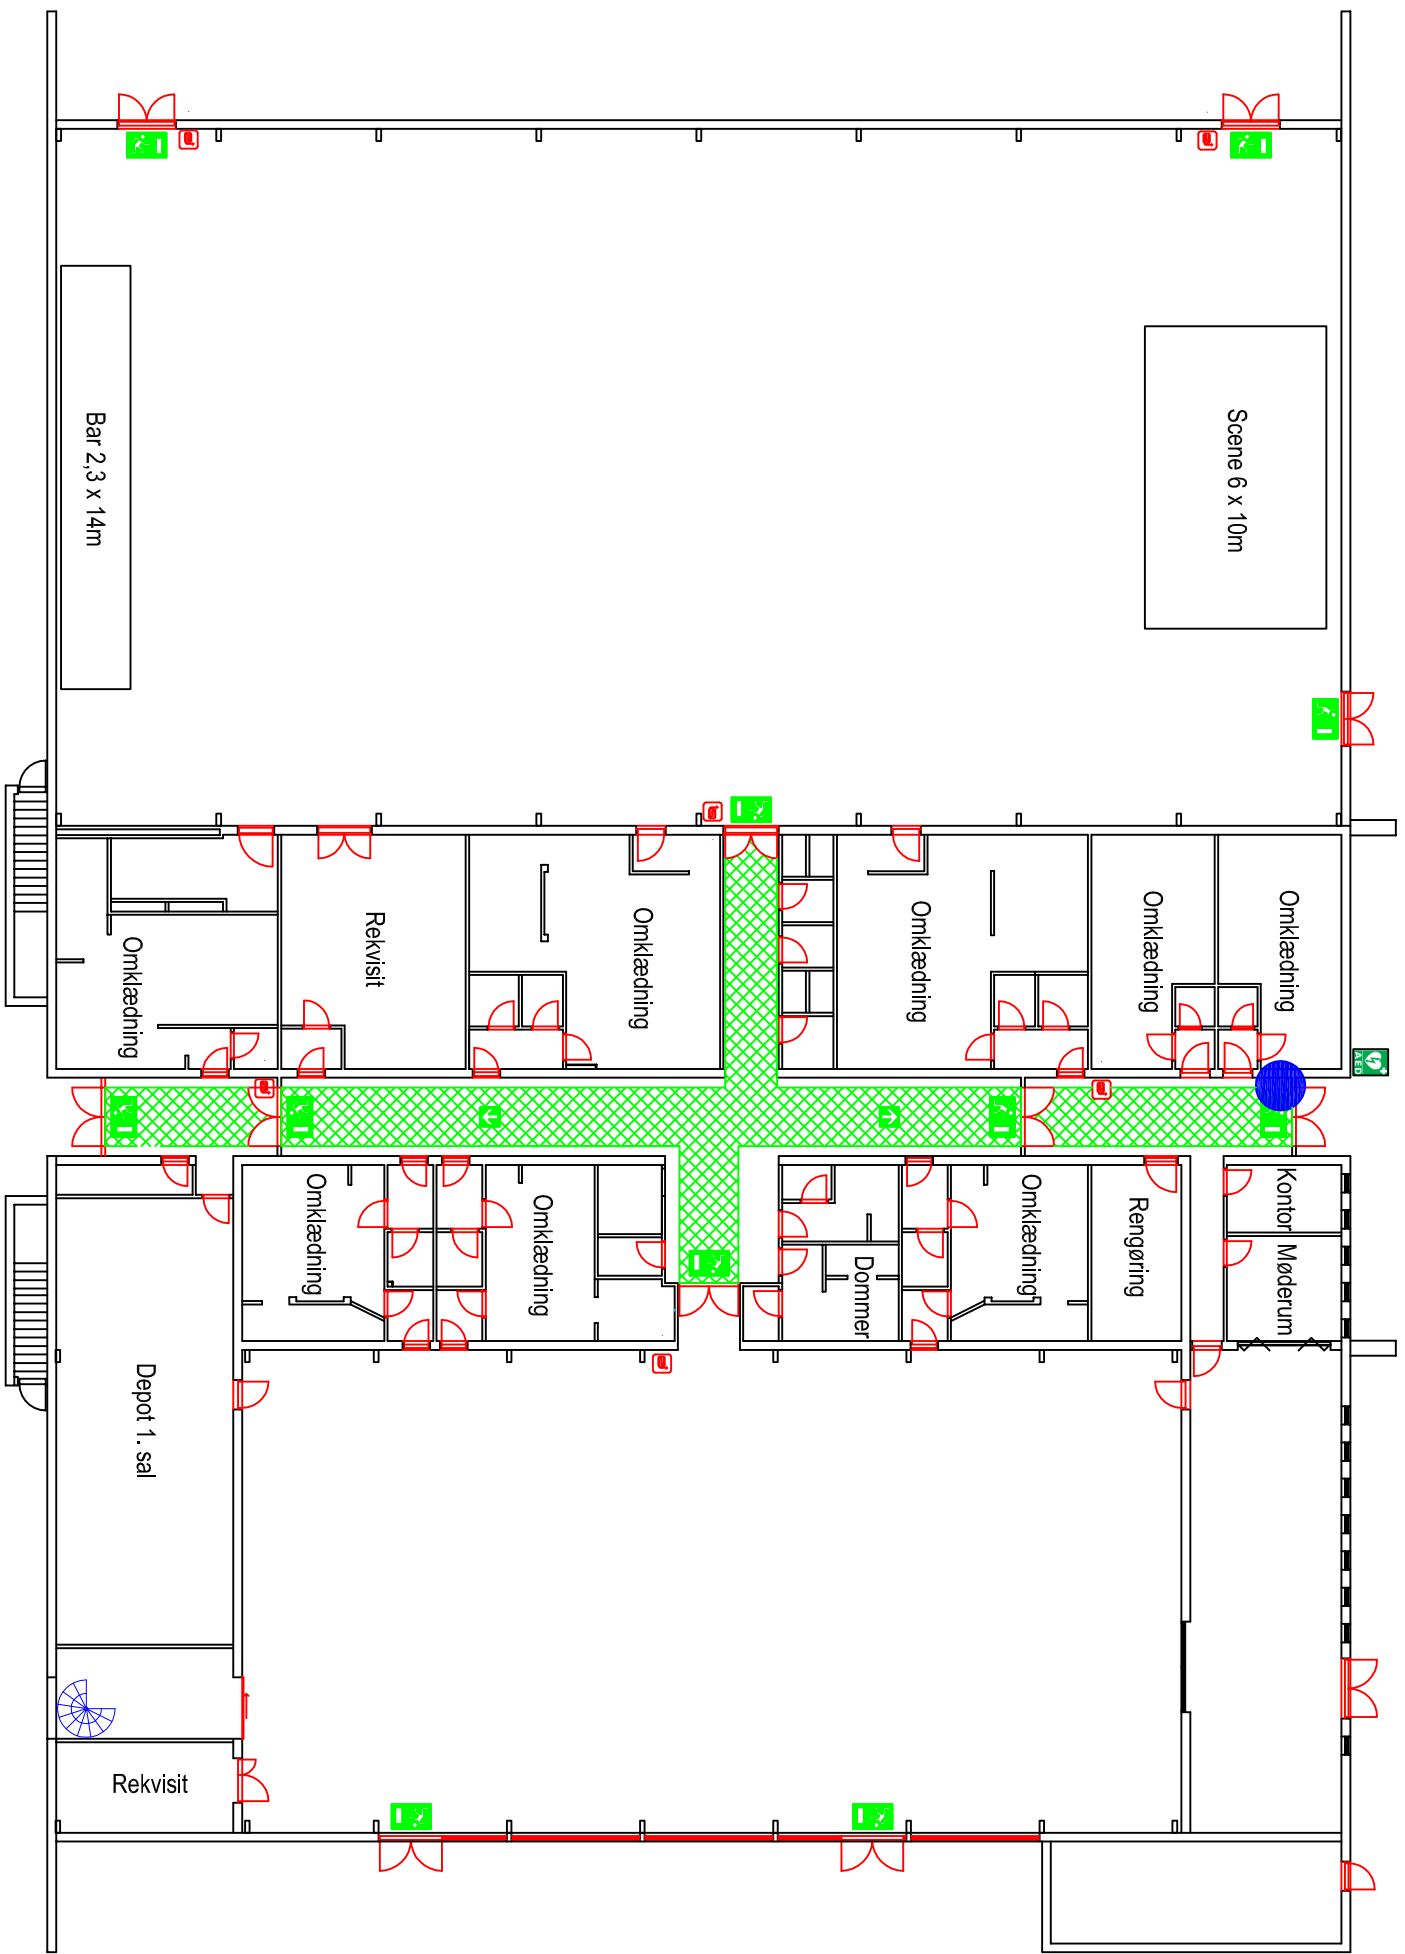 Bar 2,3 x 14m
Scene 6 x 10m
Omklædning
Rekvisit
Omklædning
Omklædning
Omklædning
Omklædning
AED
Omklædning
Omklædning
Dommer
Omklædning
Rengøring
Kontor
Møderum
Depot 1. sal
Rekvisit